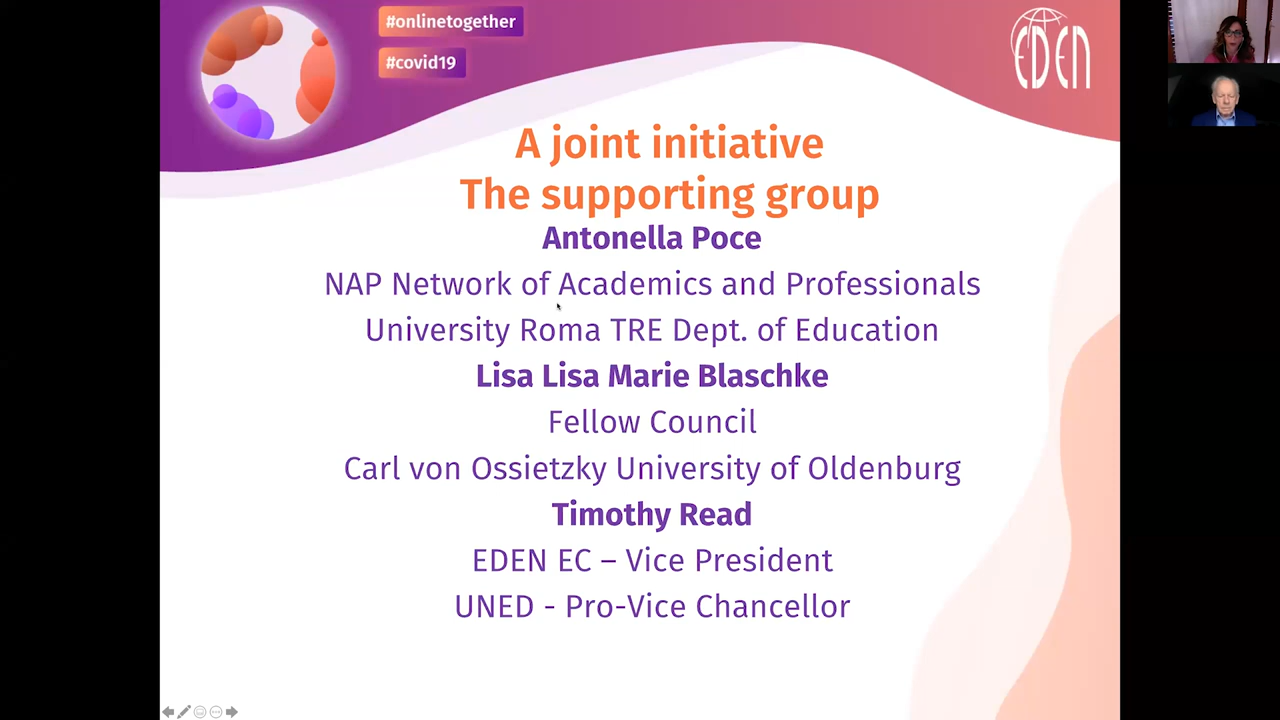 #onlinetogether
#covid19
EDEN
A joint initiative
The supporting group
Antonella Poce
NAP Network of Academics and Professionals
University Roma TRE Dept. of Education
Lisa Lisa Marie Blaschke
Fellow Council
Carl von Ossietzky University of Oldenburg
Timothy Read
EDEN EC – Vice President
UNED - Pro-Vice Chancellor